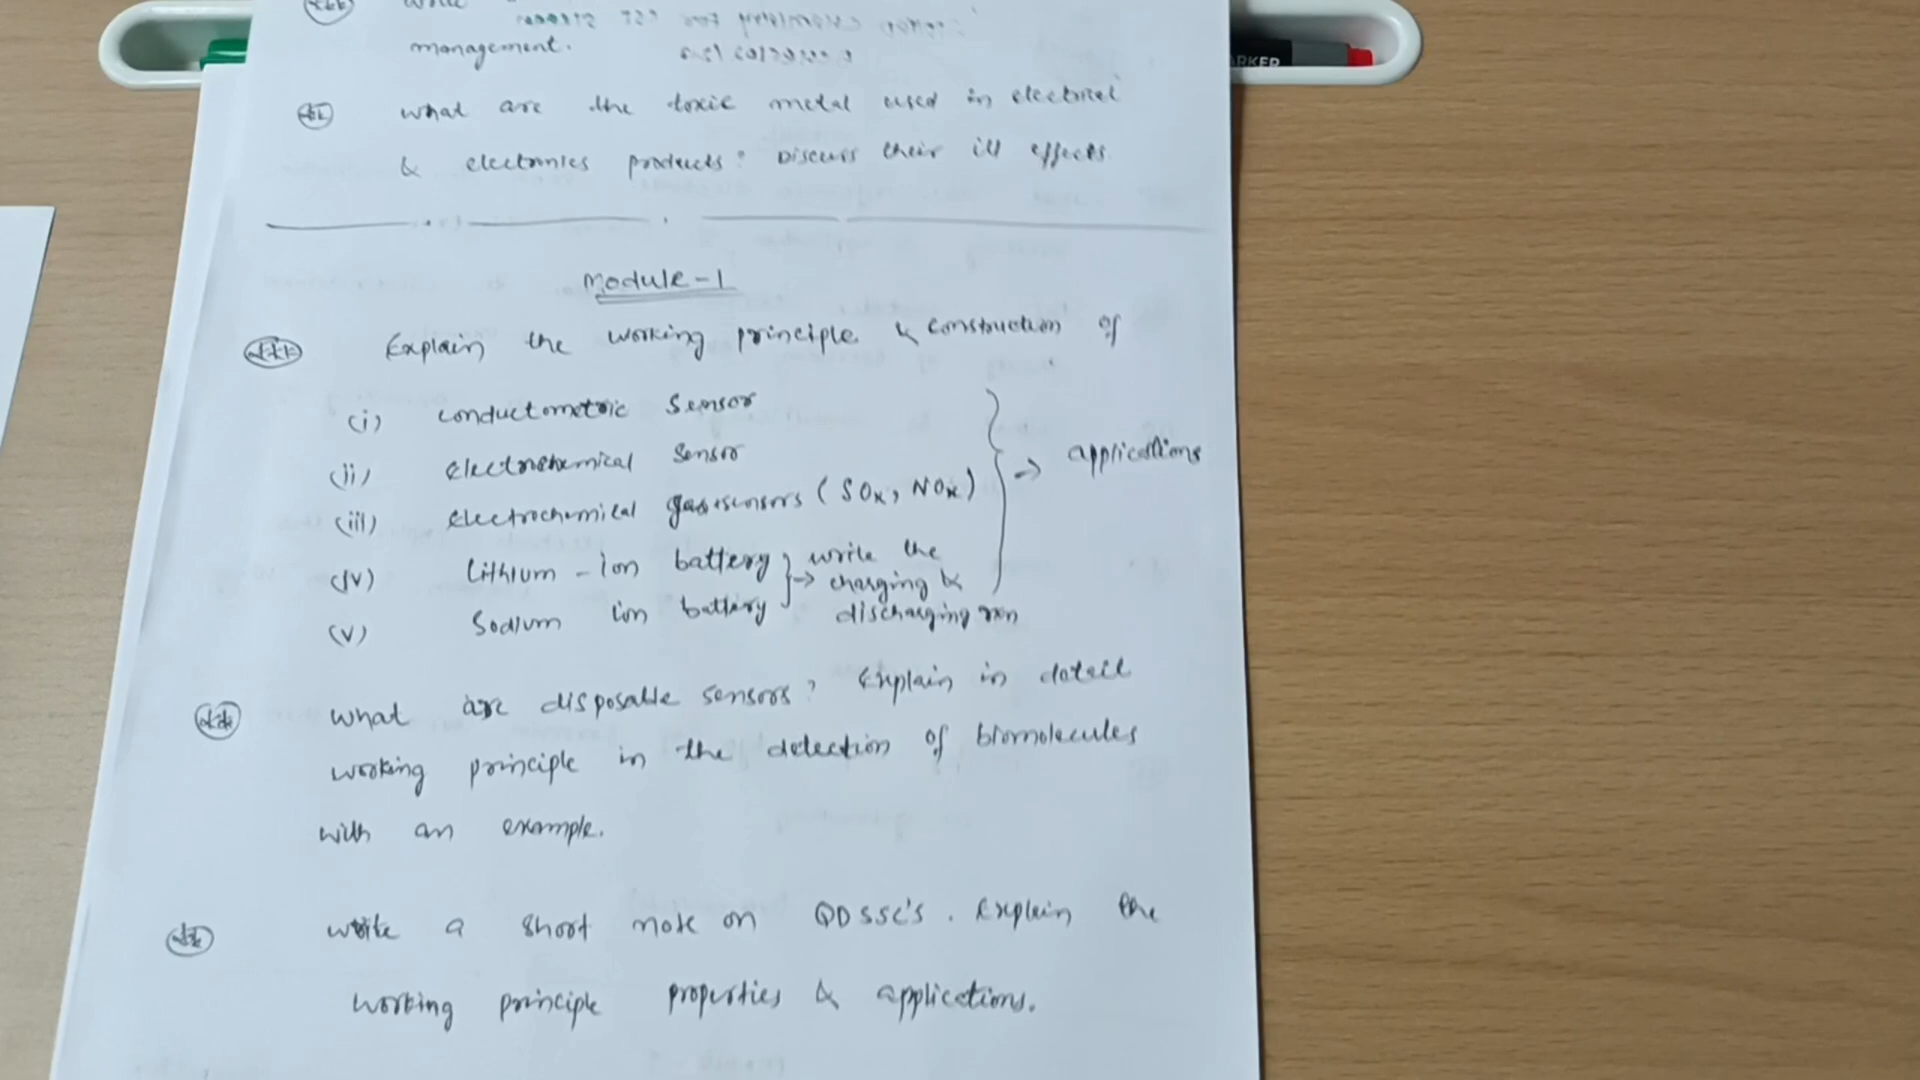 management.
What are the toxic metal used in electrical
& electronics products? Discuss their ill effects.
Module-1
Explain the working principle & construction of
(i) conductometric Sensor
(ii) Electrochemical Sensor
(iii) Electrochemical gas sensors (SOx, NOx)
(iv) Lithium-ion battery
(v) Sodium ion battery
→ write the
charging &
discharging rxn
→ applications
What are disposable sensors? Explain in detail
working principle in the detection of biomolecules
with an example.
write a short note on QDSSC's. Explain the
working principle properties & applications.
ARKER